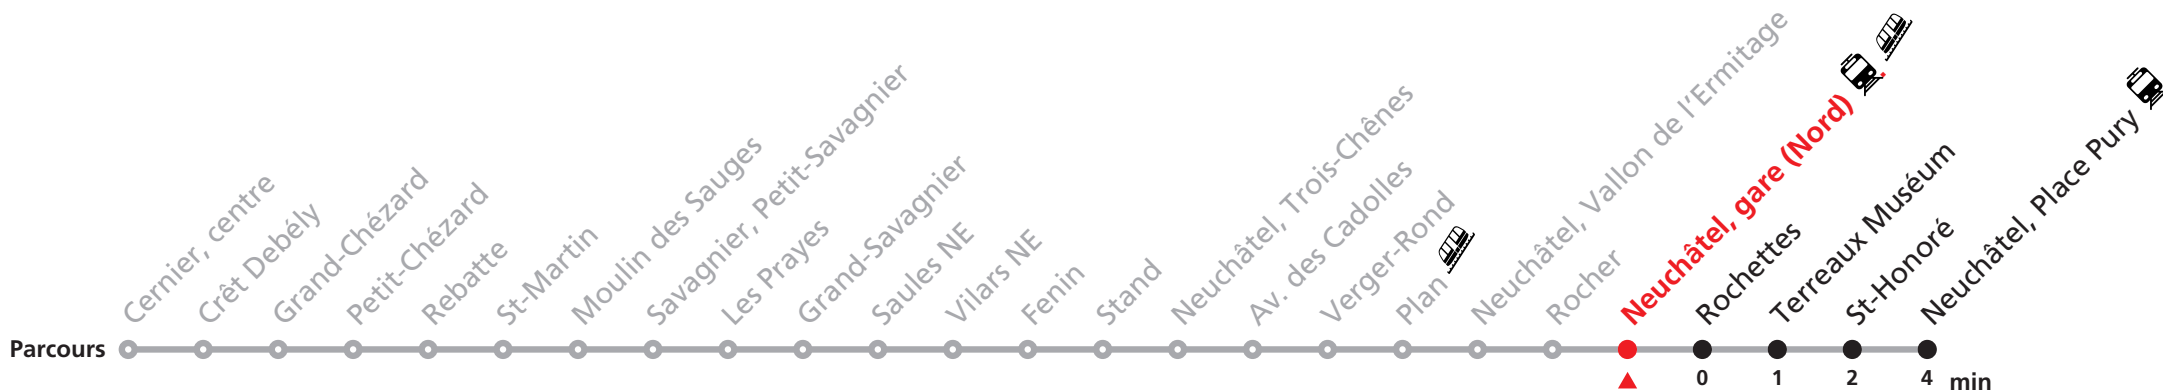 Cernier, centre
Crêt Debély
Grand-Chézard
Petit-Chézard
Rebatte
St-Martin
Moulin des Sauges
Savagnier, Petit-Savagnier
Les Prayes
Grand-Savagnier
Saules NE
Vilars NE
Fenin
Stand
Neuchâtel, Trois-Chênes
Av. des Cadolles
Verger-Rond
Plan
Neuchâtel, Vallon de l'Ermitage
Rocher
Neuchâtel, gare (Nord)
Rochettes
Terreaux Muséum
St-Honoré
Neuchâtel, Place Pury
Parcours
0 1 2 4 min